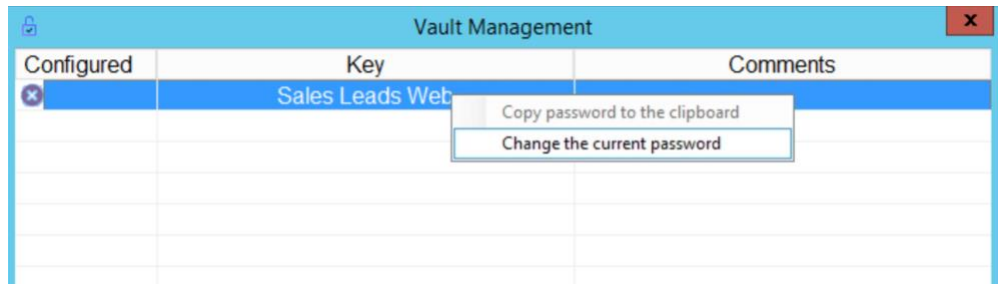 Vault Management
x
Configured Key Comments
Sales Leads Web
Copy password to the clipboard
Change the current password